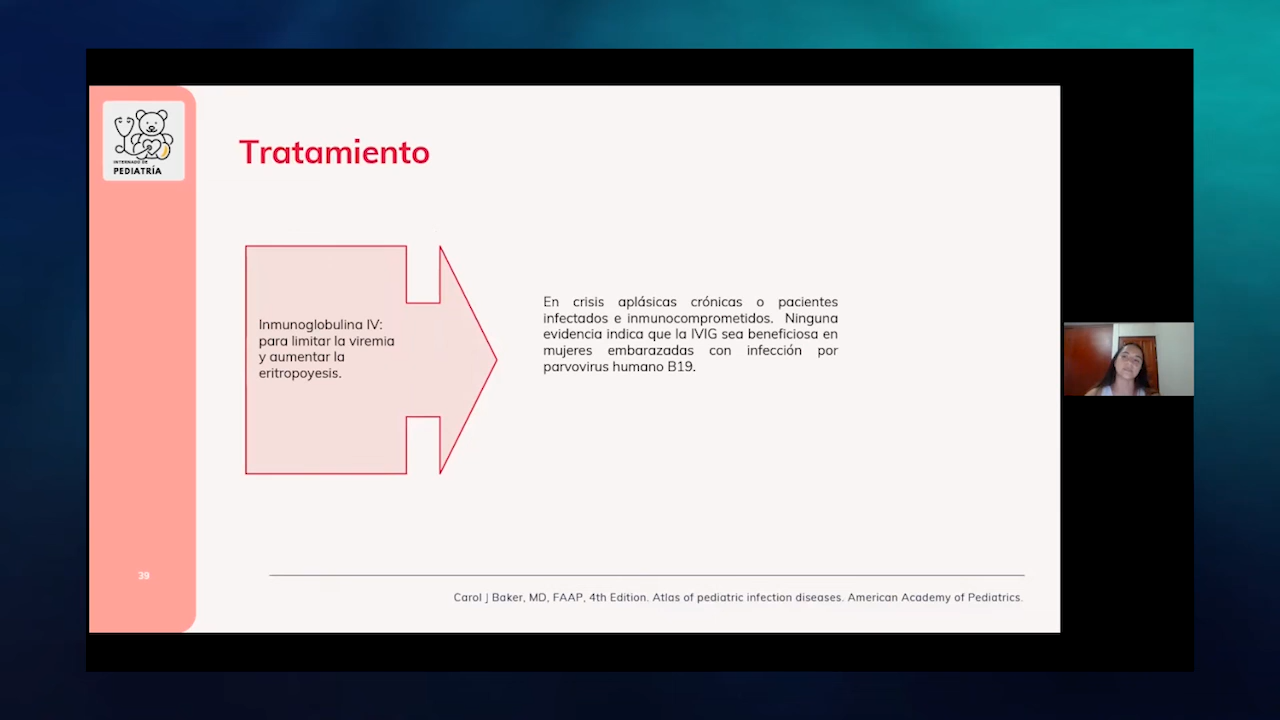 INTERNADO DE
PEDIATRÍA
Tratamiento
Inmunoglobulina IV:
para limitar la viremia
y aumentar la
eritropoyesis.
En crisis aplásicas crónicas o pacientes
infectados e inmunocomprometidos. Ninguna
evidencia indica que la IVIG sea beneficiosa en
mujeres embarazadas con infección por
parvovirus humano B19.
39
Carol J Baker, MD, FAAP, 4th Edition. Atlas of pediatric infection diseases. American Academy of Pediatrics.